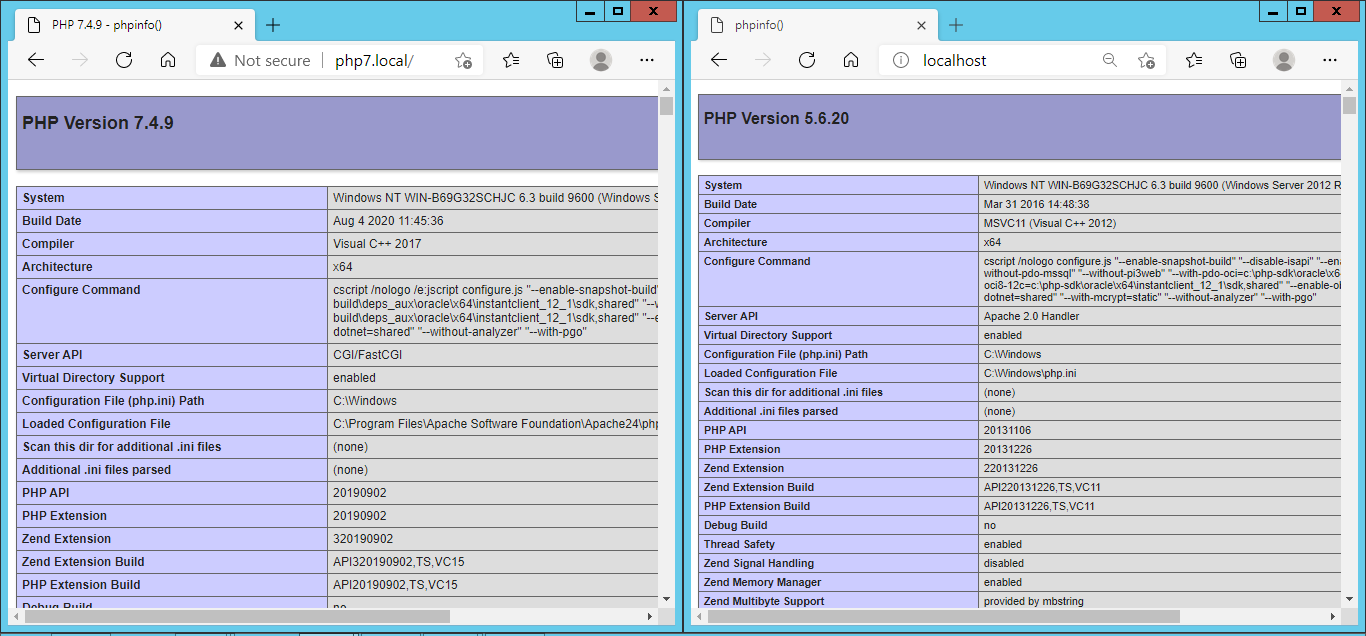 PHP 7.4.9 - phpinfo()
Not secure php7.local/
PHP Version 7.4.9
System Windows NT WIN-B69G32SCHJC 6.3 build 9600 (Windows S
Build Date Aug 4 2020 11:45:36
Compiler Visual C++ 2017
Architecture x64
Configure Command cscript /nologo /e:jscript configure.js "--enable-snapshot-build"
build\deps_aux\oracle\x64\instantclient_12_1\sdk,shared" "--w
build\deps_aux\oracle\x64\instantclient_12_1\sdk,shared" "--e
dotnet=shared" "--without-analyzer" "--with-pgo"
Server API CGI/FastCGI
Virtual Directory Support enabled
Configuration File (php.ini) Path C:\Windows
Loaded Configuration File C:\Program Files\Apache Software Foundation\Apache24\php
Scan this dir for additional .ini files (none)
Additional .ini files parsed (none)
PHP API 20190902
PHP Extension 20190902
Zend Extension 320190902
Zend Extension Build API320190902,TS,VC15
PHP Extension Build API20190902,TS,VC15
Debug Build no
phpinfo()
localhost
PHP Version 5.6.20
System Windows NT WIN-B69G32SCHJC 6.3 build 9600 (Windows Server 2012 R
Build Date Mar 31 2016 14:48:38
Compiler MSVC11 (Visual C++ 2012)
Architecture x64
Configure Command cscript /nologo configure.js "--enable-snapshot-build" "--disable-isapi" "--ena
without-pdo-mssql" "--without-pi3web" "--with-pdo-oci=c:\php-sdk\oracle\x6
oci8-12c=c:\php-sdk\oracle\x64\instantclient_12_1\sdk,shared" "--enable-ob
dotnet=shared" "--with-mcrypt=static" "--without-analyzer" "--with-pgo"
Server API Apache 2.0 Handler
Virtual Directory Support enabled
Configuration File (php.ini) Path C:\Windows
Loaded Configuration File C:\Windows\php.ini
Scan this dir for additional .ini files (none)
Additional .ini files parsed (none)
PHP API 20131106
PHP Extension 20131226
Zend Extension 220131226
Zend Extension Build API220131226,TS,VC11
PHP Extension Build API20131226,TS,VC11
Debug Build no
Thread Safety enabled
Zend Signal Handling disabled
Zend Memory Manager enabled
Zend Multibyte Support provided by mbstring